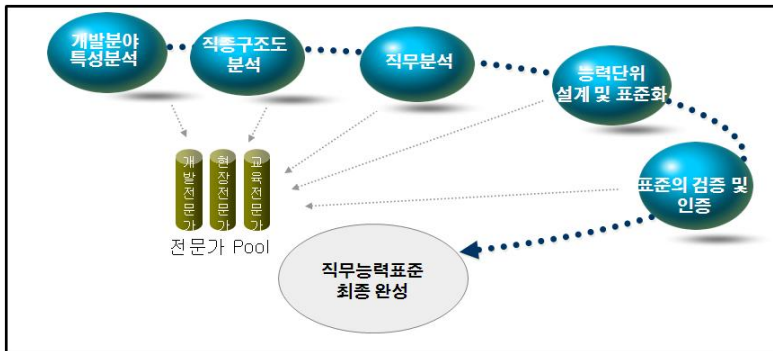 개발분야
특성분석
직종구조도
분석
직무분석
능력단위
설계 및 표준화
표준의 검증 및
인증
개발전문가
현장전문가
교육전문가
전문가 Pool
직무능력표준
최종 완성